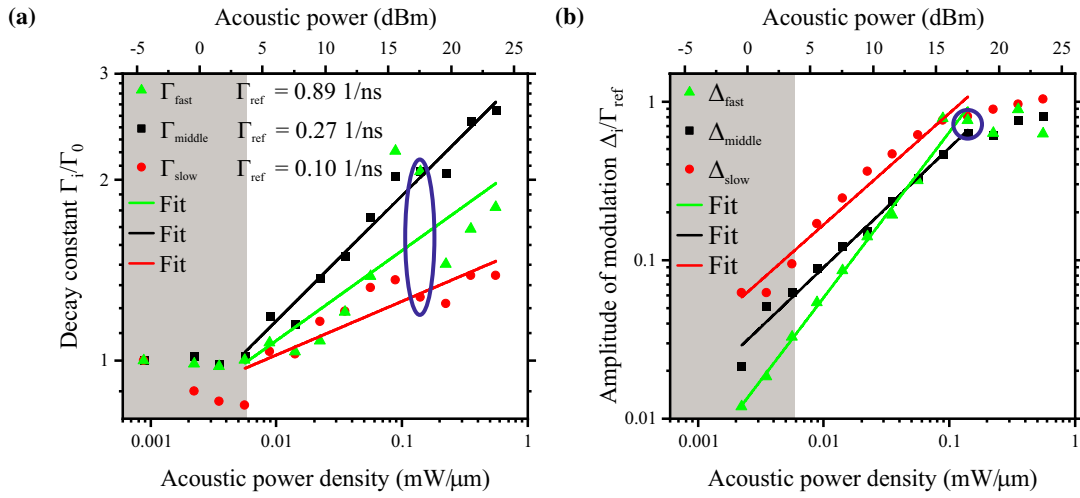 (a)
Acoustic power (dBm)
-5 0 5 10 15 20 25
Decay constant Γi/Γ0
3
2
1
Γfast Γref = 0.89 1/ns
Γmiddle Γref = 0.27 1/ns
Γslow Γref = 0.10 1/ns
Fit
Fit
Fit
0.001 0.01 0.1 1
Acoustic power density (mW/μm)
(b)
Acoustic power (dBm)
-5 0 5 10 15 20 25
Amplitude of modulation Δi/Γref
1
0.1
0.01
Δfast
Δmiddle
Δslow
Fit
Fit
Fit
0.001 0.01 0.1 1
Acoustic power density (mW/μm)